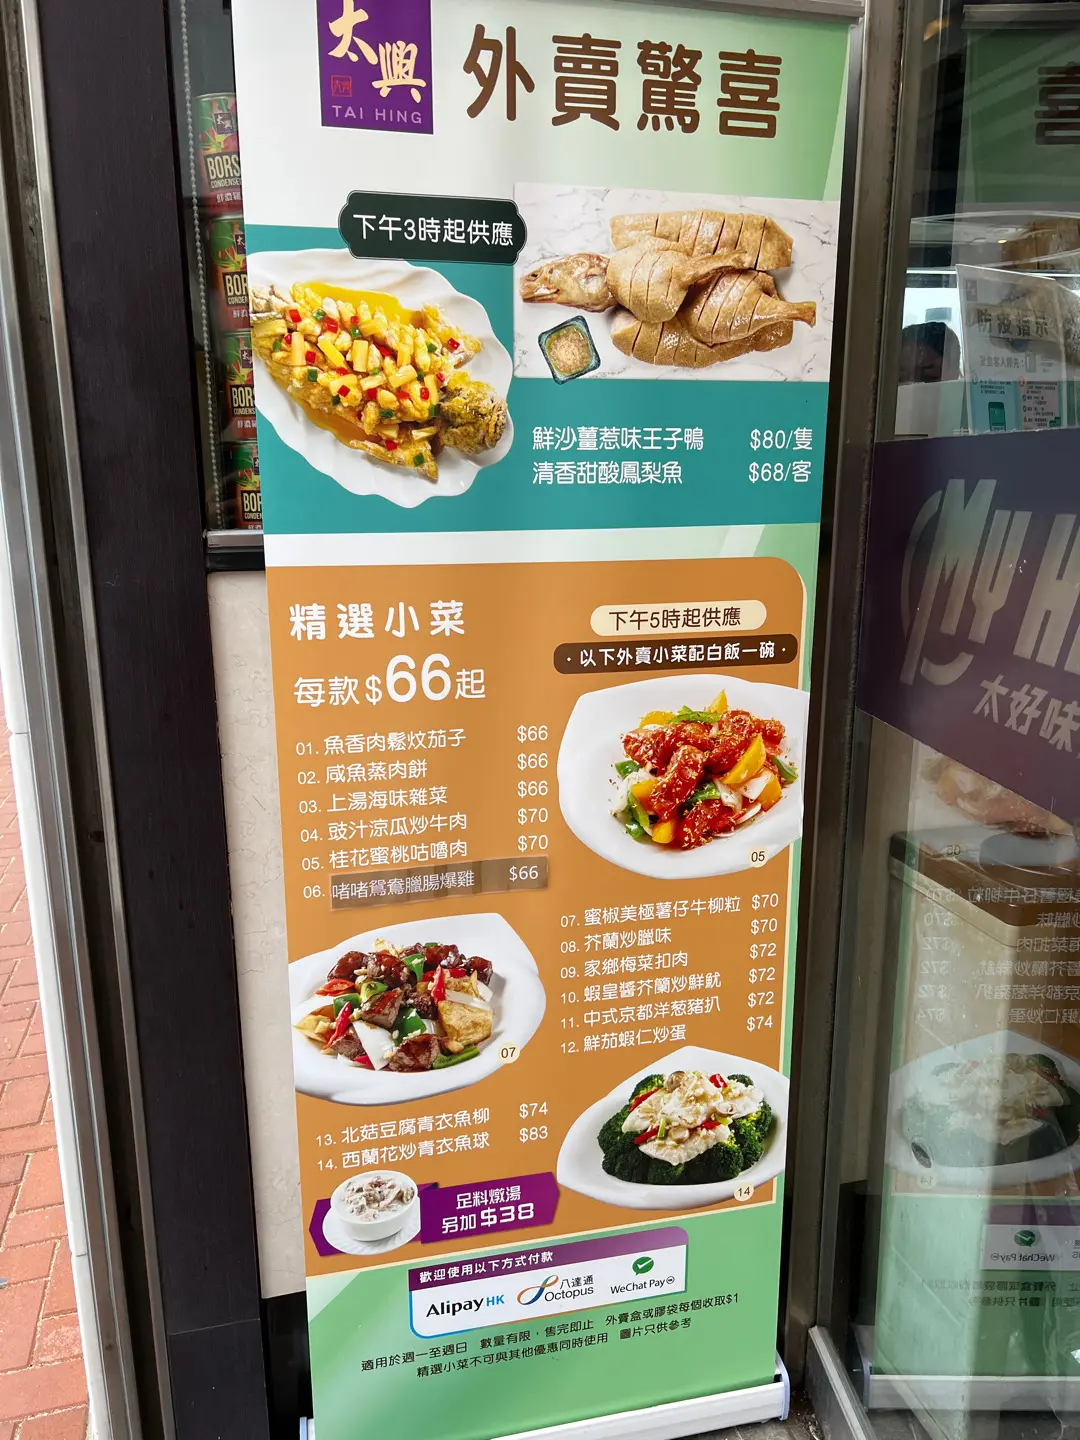 太興
TAI HING
外賣驚喜
下午3時起供應
鮮沙薑惹味王子鴨 $80/隻
清香甜酸鳳梨魚 $68/客
精選小菜
每款$66起
下午5時起供應
·以下外賣小菜配白飯一碗·
01. 魚香肉鬆炆茄子 $66
02. 咸魚蒸肉餅 $66
03. 上湯海味雜菜 $66
04. 豉汁涼瓜炒牛肉 $70
05. 桂花蜜桃咕嚕肉 $70
06. 啫啫鴛鴦臘腸爆雞 $66
05
07. 蜜椒美極薯仔牛柳粒 $70
08. 芥蘭炒臘味 $70
09. 家鄉梅菜扣肉 $72
10. 蝦皇醬芥蘭炒鮮魷 $72
11. 中式京都洋葱豬扒 $72
12. 鮮茄蝦仁炒蛋 $74
07
13. 北菇豆腐青衣魚柳 $74
14. 西蘭花炒青衣魚球 $83
14
足料燉湯
另加$38
歡迎使用以下方式付款
AlipayHK
八達通
Octopus
WeChat Pay HK
適用於週一至週日 數量有限，售完即止 外賣盒或膠袋每個收取$1
精選小菜不可與其他優惠同時使用 圖片只供參考
防疫指示
MY H
太好味